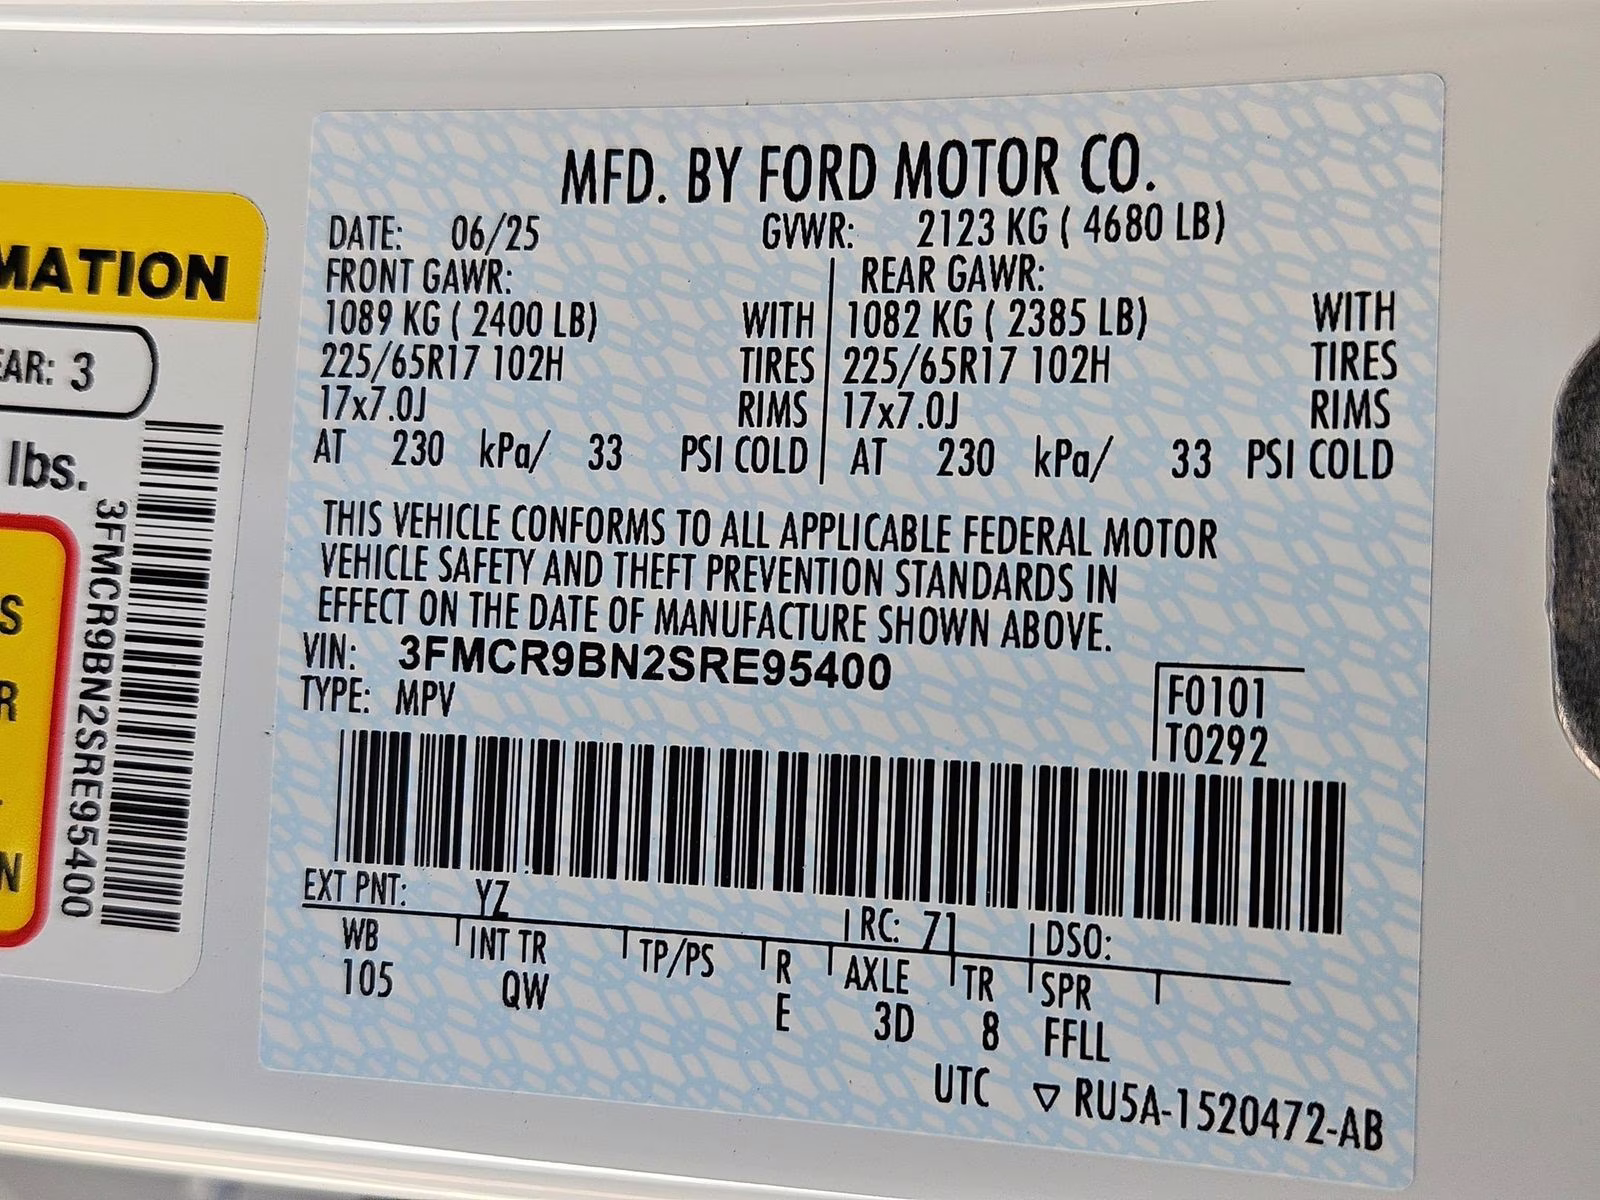 MATION
EAR: 3
lbs.
S
R
N
3FMCR9BN2SRE95400
MFD. BY FORD MOTOR CO.
DATE: 06/25 GVWR: 2123 KG ( 4680 LB)
FRONT GAWR: REAR GAWR:
1089 KG ( 2400 LB) WITH 1082 KG ( 2385 LB) WITH
225/65R17 102H TIRES 225/65R17 102H TIRES
17x7.0J RIMS 17x7.0J RIMS
AT 230 kPa/ 33 PSI COLD AT 230 kPa/ 33 PSI COLD
THIS VEHICLE CONFORMS TO ALL APPLICABLE FEDERAL MOTOR
VEHICLE SAFETY AND THEFT PREVENTION STANDARDS IN
EFFECT ON THE DATE OF MANUFACTURE SHOWN ABOVE.
VIN: 3FMCR9BN2SRE95400
TYPE: MPV
F0101
T0292
EXT PNT: YZ RC: 71 DSO:
WB INT TR TP/PS R AXLE TR SPR
105 QW E 3D 8 FFLL
UTC ▽ RU5A-1520472-AB